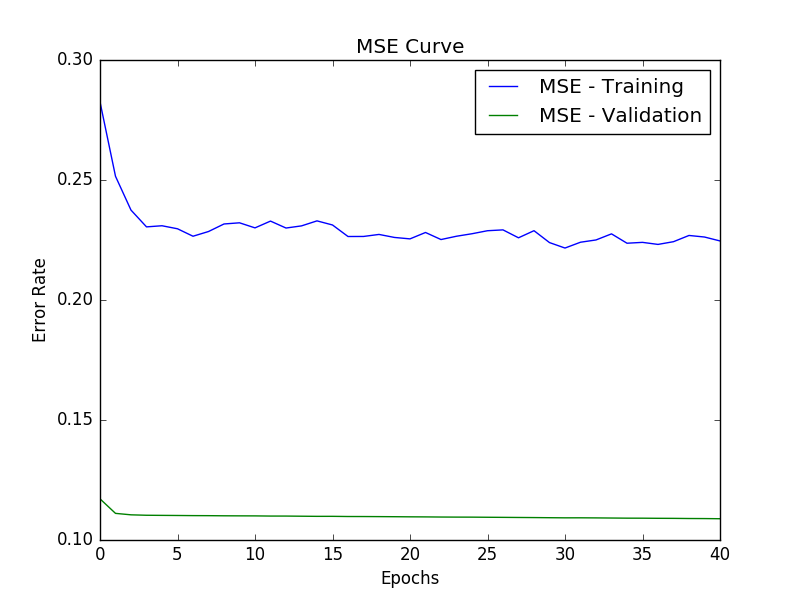 MSE Curve
0.30
MSE - Training
MSE - Validation
0.25
0.20
0.15
0.10
Error Rate
0 5 10 15 20 25 30 35 40
Epochs